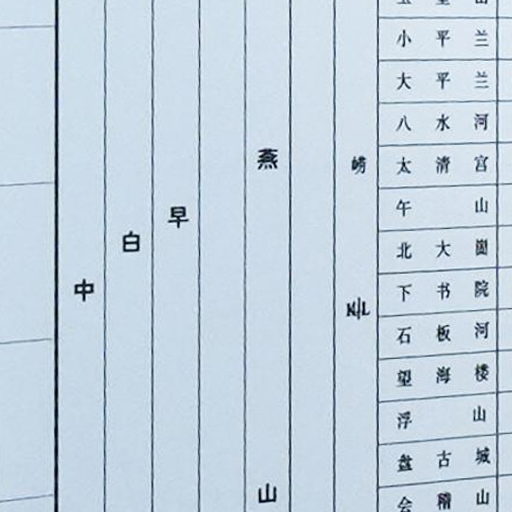 中
白
早
燕
山
崂
小平兰
大平兰
八水河
太清宫
午山
北大崮
下书院
石板河
望海楼
浮山
盘古城
会稽山